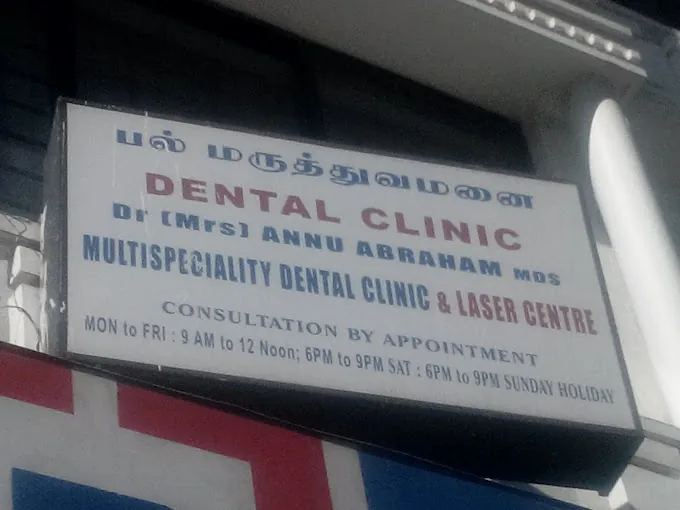 பல் மருத்துவமனை
DENTAL CLINIC
Dr (Mrs) ANNU ABRAHAM MDS
MULTISPECIALITY DENTAL CLINIC & LASER CENTRE
CONSULTATION BY APPOINTMENT
MON to FRI : 9 AM to 12 Noon; 6PM to 9PM SAT : 6PM to 9PM SUNDAY HOLIDAY